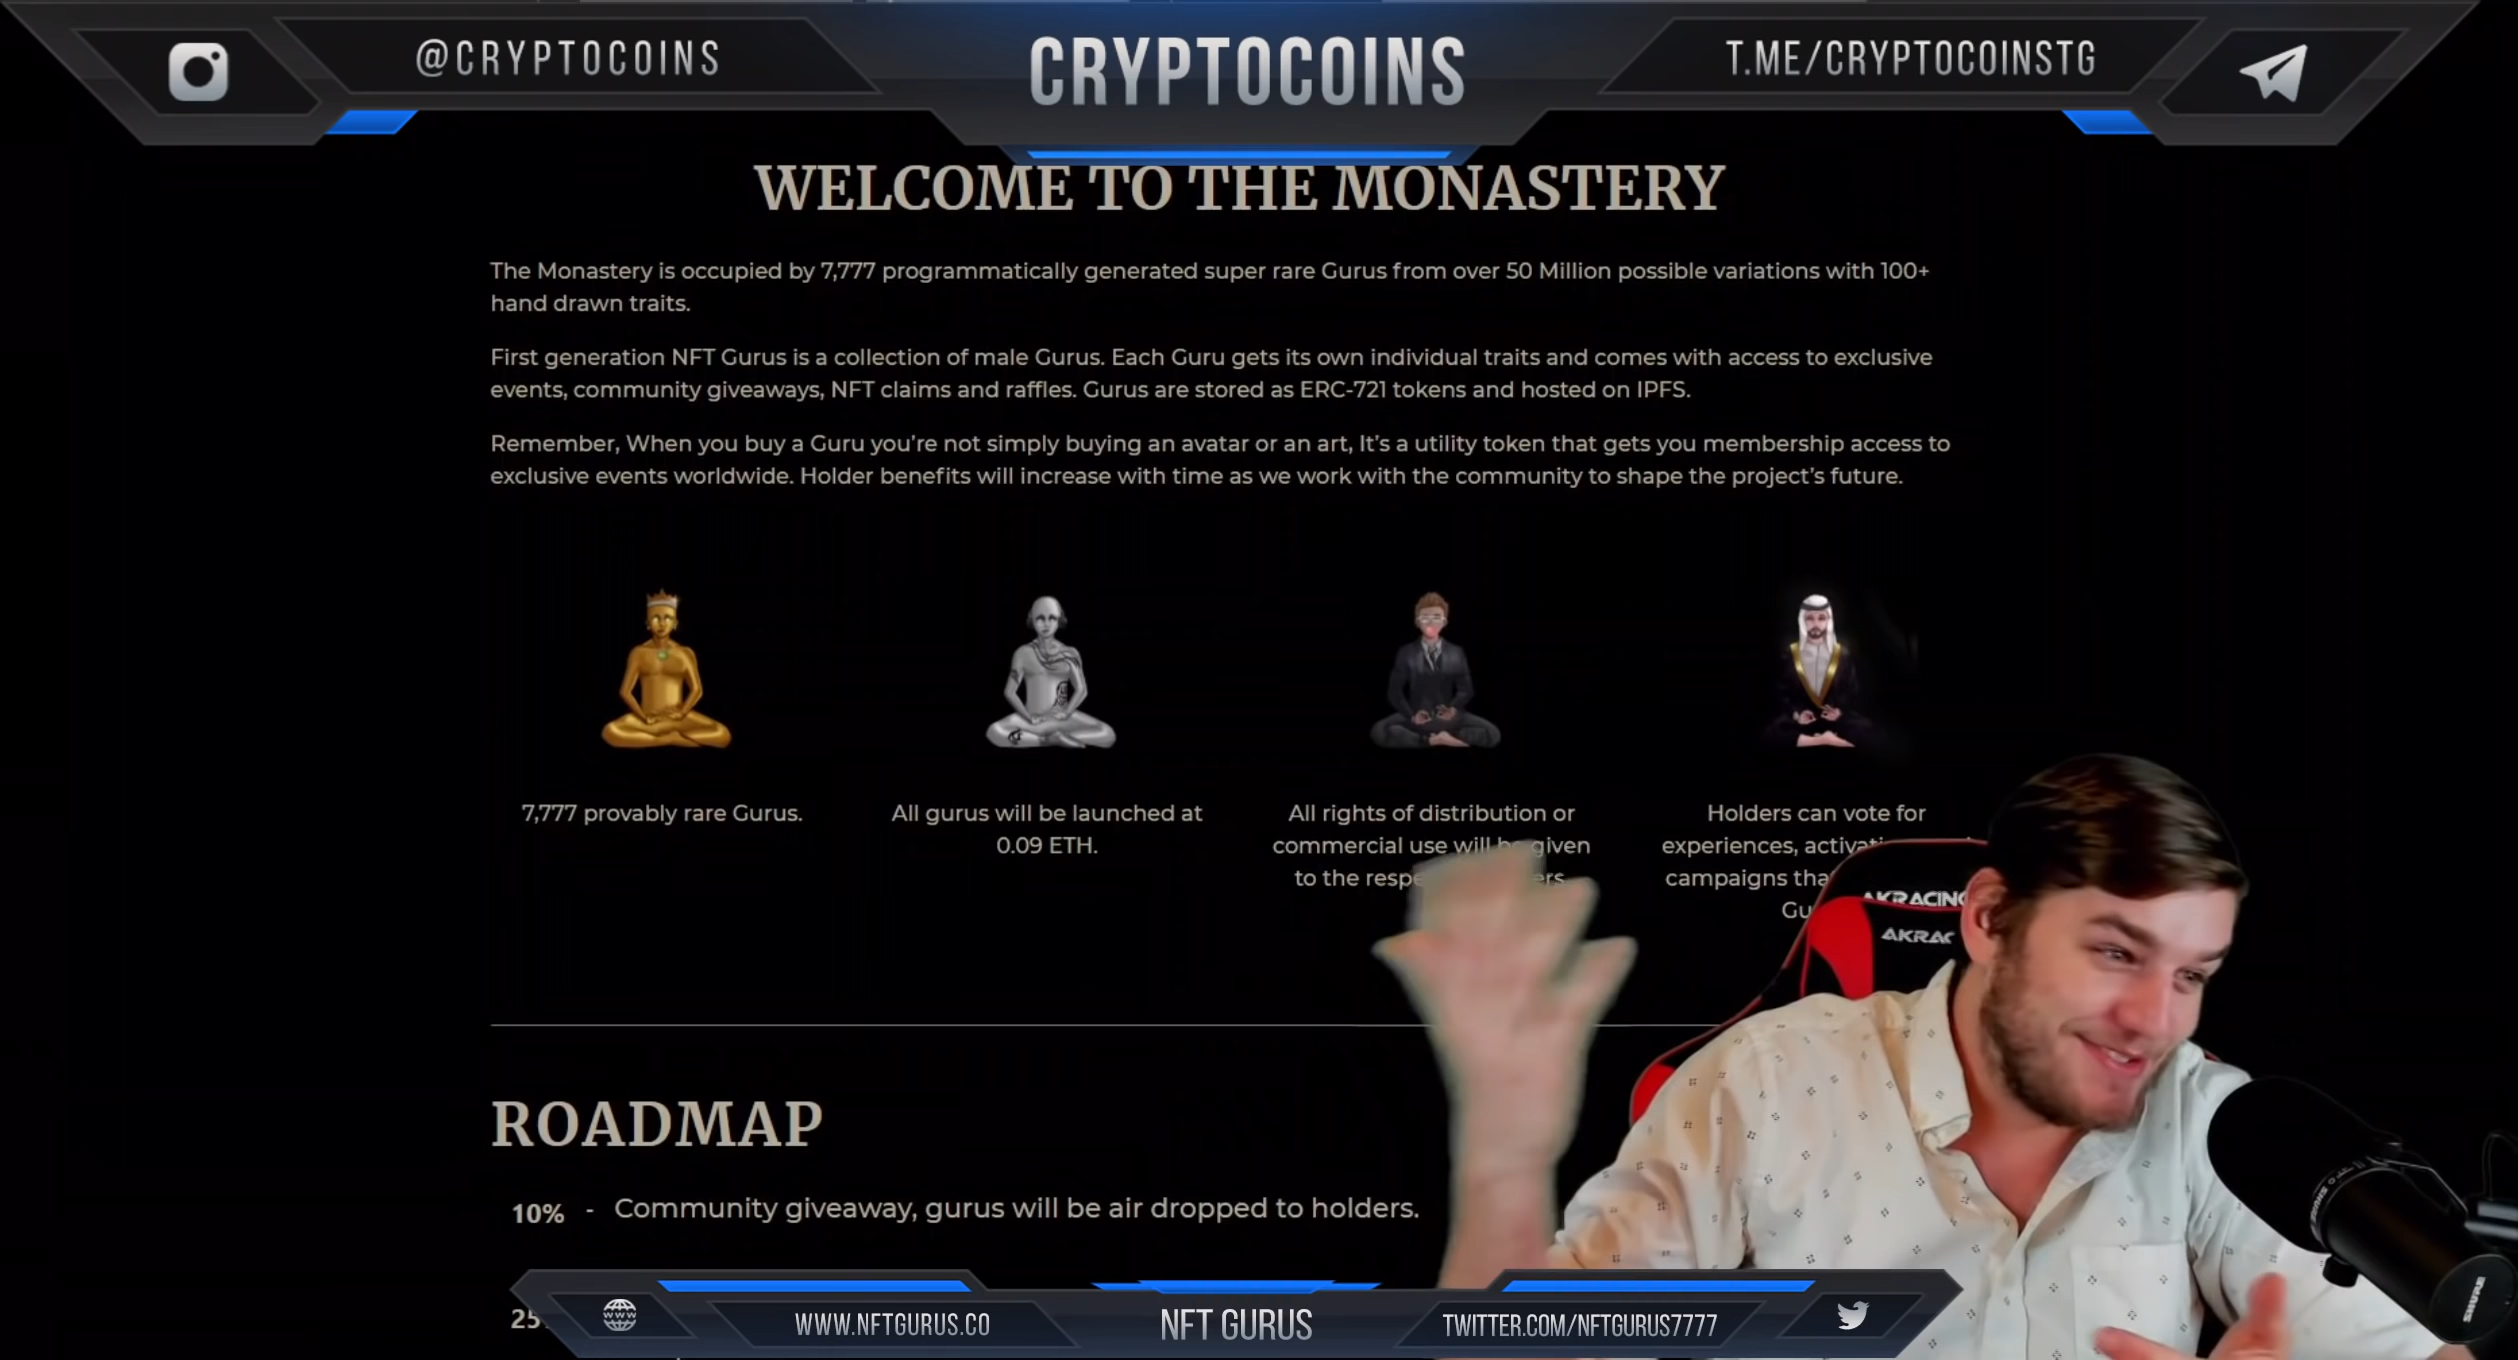 @CRYPTOCOINS
CRYPTOCOINS
T.ME/CRYPTOCOINSTG
WELCOME TO THE MONASTERY
The Monastery is occupied by 7,777 programmatically generated super rare Gurus from over 50 Million possible variations with 100+
hand drawn traits.
First generation NFT Gurus is a collection of male Gurus. Each Guru gets its own individual traits and comes with access to exclusive
events, community giveaways, NFT claims and raffles. Gurus are stored as ERC-721 tokens and hosted on IPFS.
Remember, When you buy a Guru you're not simply buying an avatar or an art, It's a utility token that gets you membership access to
exclusive events worldwide. Holder benefits will increase with time as we work with the community to shape the project's future.
7,777 provably rare Gurus.
All gurus will be launched at
0.09 ETH.
All rights of distribution or
commercial use will be given
to the
Holders can vote for
experiences,
campaigns
AKRACING
ROADMAP
10% - Community giveaway, gurus will be air dropped to holders.
WWW.NFTGURUS.CO
NFT GURUS
TWITTER.COM/NFTGURUS7777
SHURE